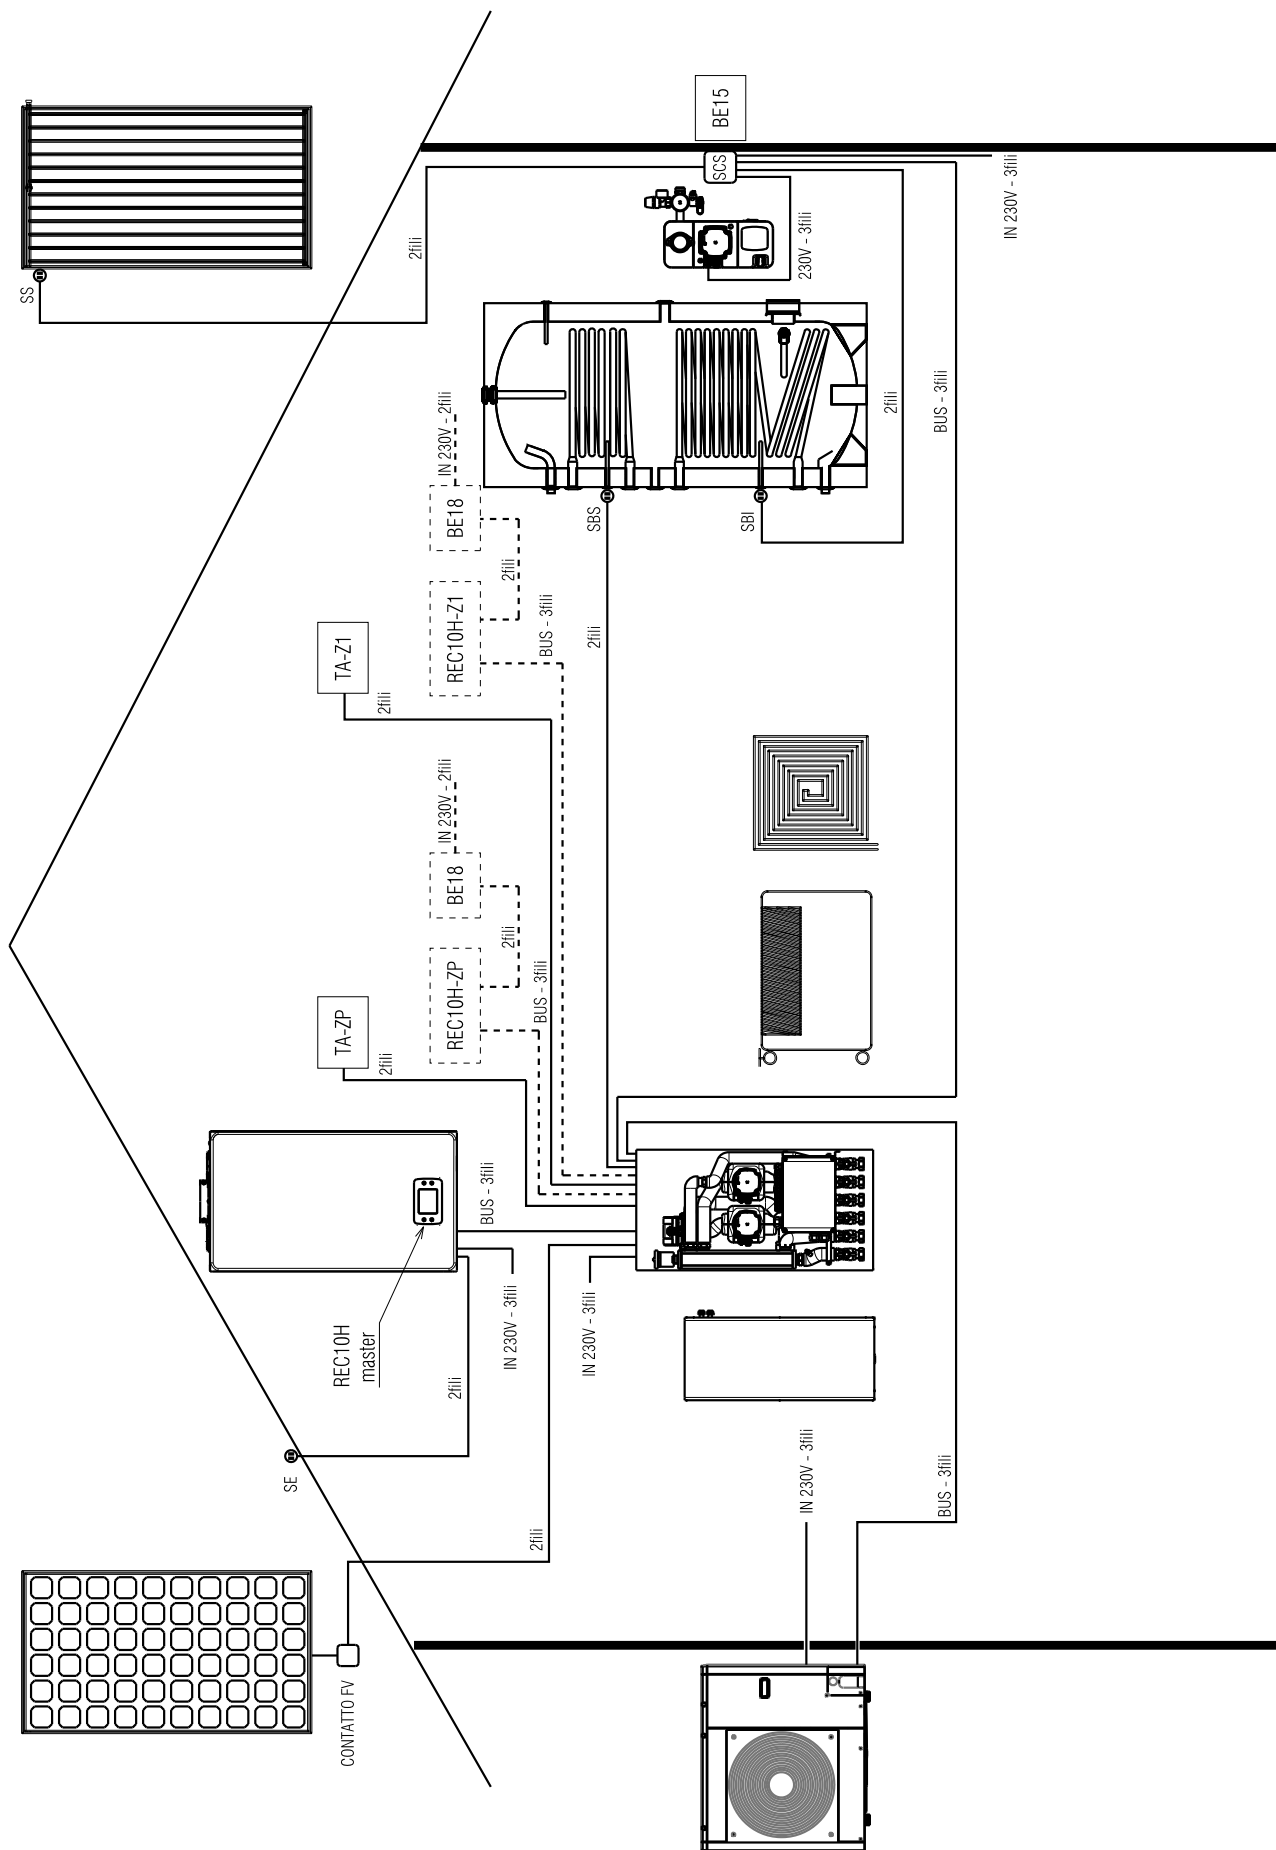 CONTATTO FV
2fili
SE
2fili
REC10H
master
IN 230V - 3fili
BUS - 3fili
IN 230V - 3fili
IN 230V - 3fili
BUS - 3fili
TA-ZP
2fili
REC10H-ZP
BUS - 3fili
2fili
BE18
IN 230V - 2fili
TA-Z1
2fili
REC10H-Z1
BUS - 3fili
2fili
BE18
IN 230V - 2fili
2fili
SBS
SBI
2fili
BUS - 3fili
SS
2fili
230V - 3fili
SCS
BE15
IN 230V - 3fili